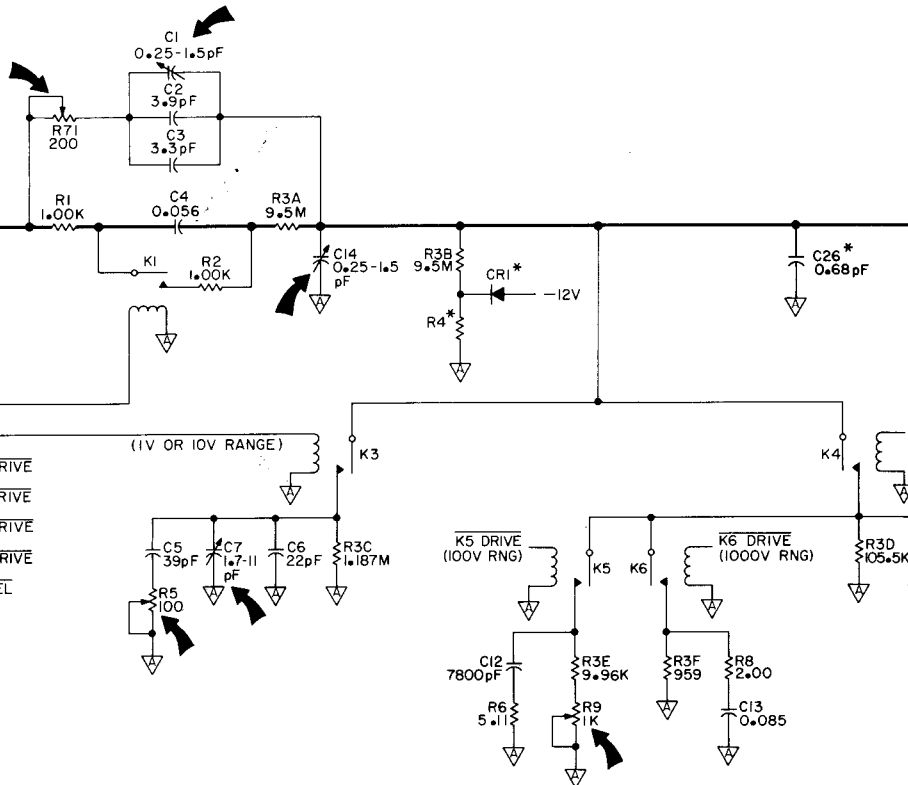 C1
0.25-1.5pF
C2
3.9pF
C3
3.3pF
R71
200
R1
1.00K
C4
0.056
R3A
9.5M
K1
R2
1.00K
C14
0.25-1.5
pF
A
A
R3B
9.5M
CR1*
-12V
R4*
A
C26*
0.68pF
A
(1V OR 10V RANGE)
K3
A
K4
A
RIVE
RIVE
RIVE
RIVE
EL
C5
39pF
C7
1.7-11
pF
C6
22pF
R3C
1.187M
A
A
A
R5
100
A
K5 DRIVE
(100V RNG)
K5
K6
K6 DRIVE
(1000V RNG)
A
A
R3D
105.5K
A
C12
7800pF
R3E
9.96K
R3F
959
R8
2.00
A
R6
5.11
R9
1K
C13
0.085
A
A
A